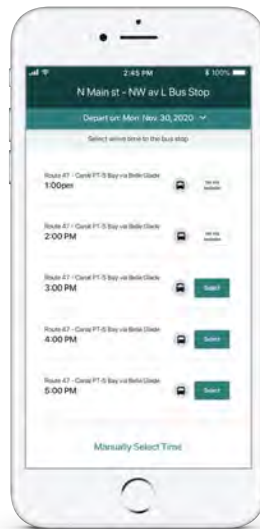 2:45 PM 100%
N Main st - NW av L Bus Stop
Depart on: Mon Nov 30, 2020
Select arrive time to the bus stop
Route 47 - Canal PT-S Bay via Belle Glade
1:00pm
Route 47 - Canal PT-S Bay via Belle Glade
2:00 PM
Route 47 - Canal PT-S Bay via Belle Glade
3:00 PM Select
Route 47 - Canal PT-S Bay via Belle Glade
4:00 PM Select
Route 47 - Canal PT-S Bay via Belle Glade
5:00 PM Select
Manually Select Time